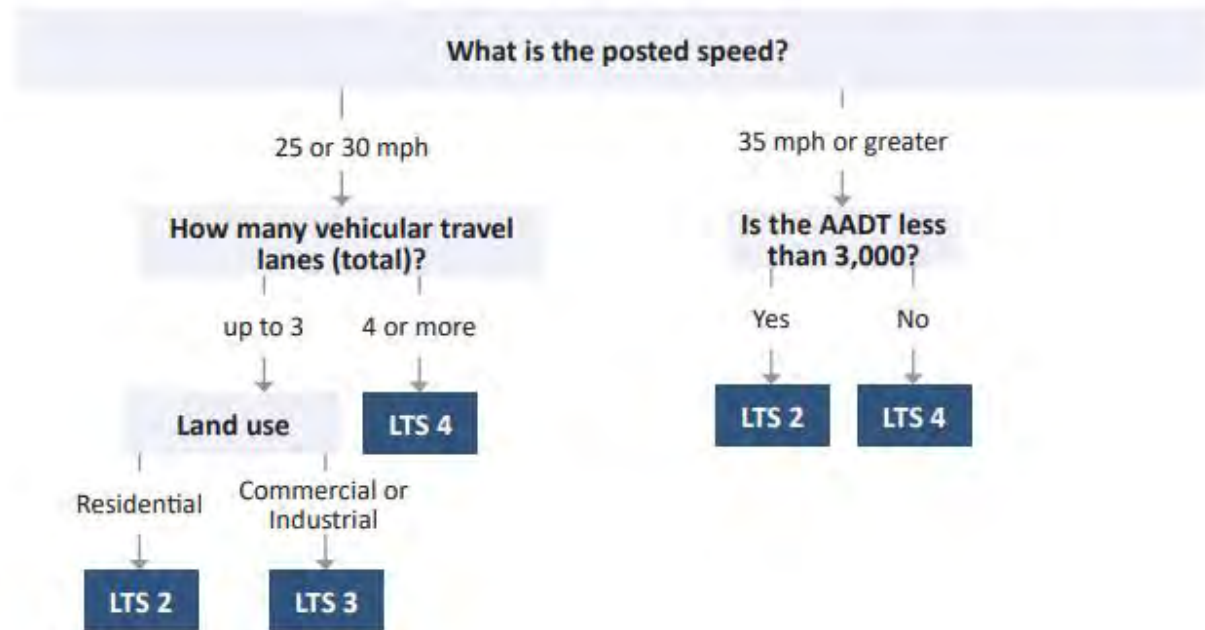 What is the posted speed?
25 or 30 mph
35 mph or greater
How many vehicular travel
lanes (total)?
Is the AADT less
than 3,000?
up to 3
4 or more
Yes
No
Land use
LTS 4
LTS 2
LTS 4
Residential
Commercial or
Industrial
LTS 2
LTS 3